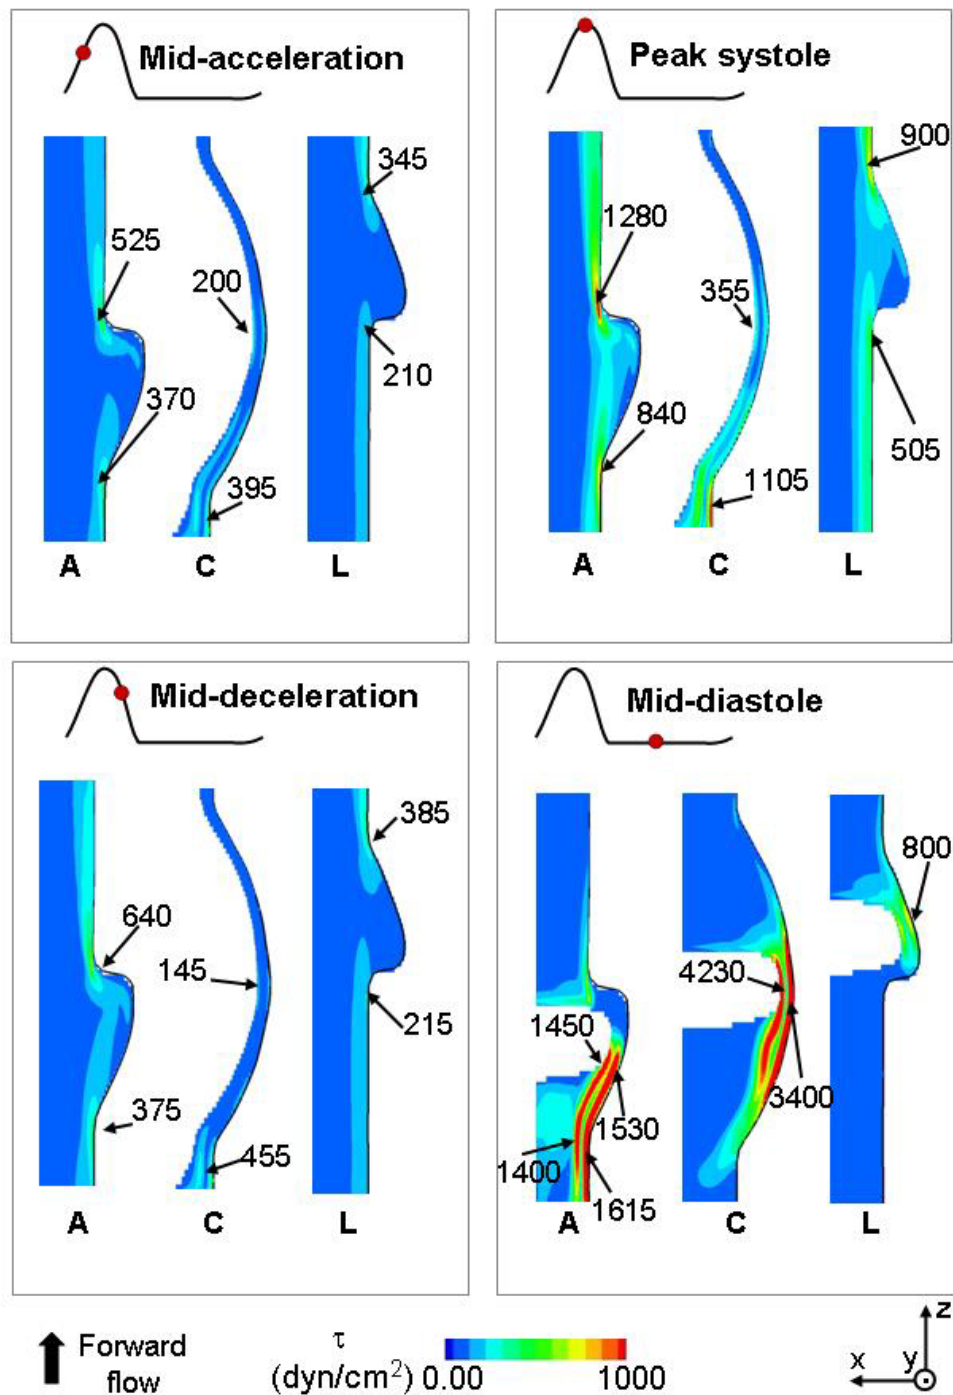 Mid-acceleration
345
525
200
370
210
395
A C L
Peak systole
900
1280
355
840
505
1105
A C L
Mid-deceleration
385
640
145
215
375
455
A C L
Mid-diastole
800
4230
1450
3400
1530
1400
1615
A C L
Forward
flow
τ
(dyn/cm²) 0.00 1000
z
x y